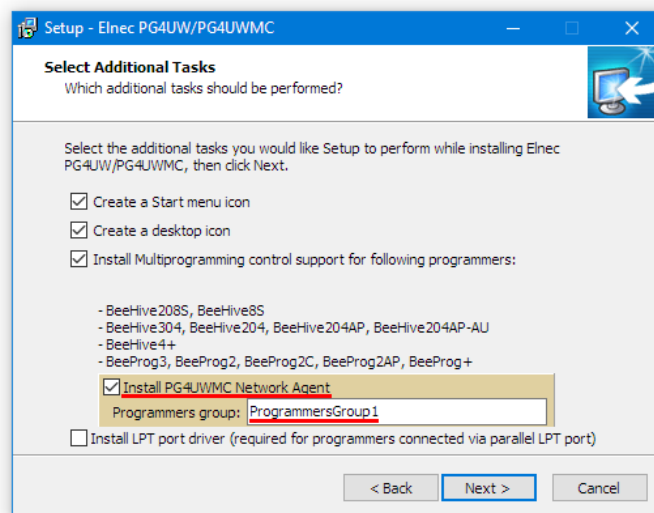 Setup - Elnec PG4UW/PG4UWMC
Select Additional Tasks
Which additional tasks should be performed?
Select the additional tasks you would like Setup to perform while installing Elnec
PG4UW/PG4UWMC, then click Next.
Create a Start menu icon
Create a desktop icon
Install Multiprogramming control support for following programmers:
- BeeHive208S, BeeHive8S
- BeeHive304, BeeHive204, BeeHive204AP, BeeHive204AP-AU
- BeeHive4+
- BeeProg3, BeeProg2, BeeProg2C, BeeProg2AP, BeeProg+
Install PG4UWMC Network Agent
Programmers group: ProgrammersGroup1
Install LPT port driver (required for programmers connected via parallel LPT port)
< Back Next > Cancel